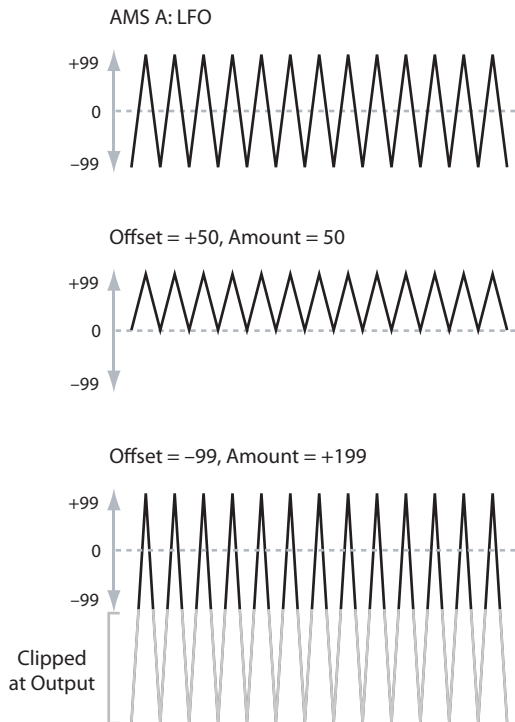 AMS A: LFO
+99
0
–99
Offset = +50, Amount = 50
+99
0
–99
Offset = –99, Amount = +199
+99
0
–99
Clipped
at Output